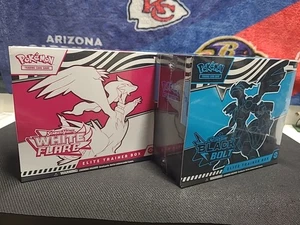 ARIZONA
Pokémon
WHITE
FLARE
ELITE TRAINER BOX
Pokémon
BLACK
BOLT
ELITE TRAINER BOX